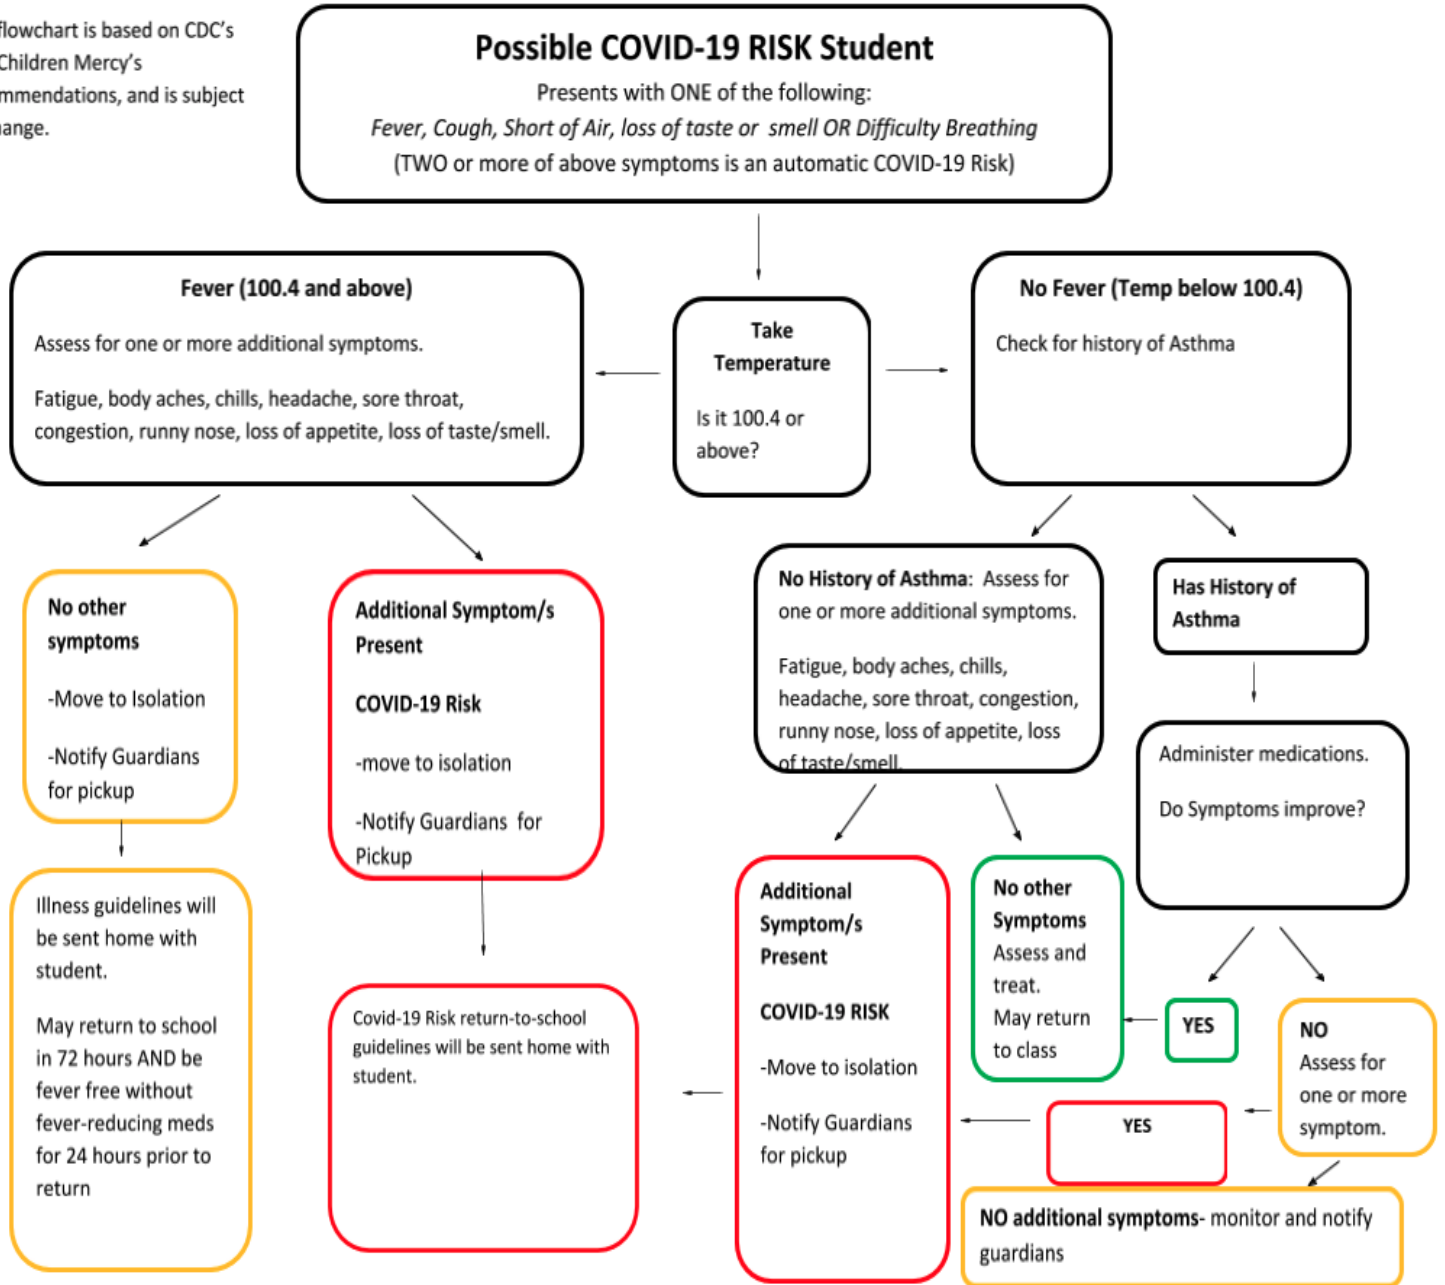 flowchart is based on CDC's
Children Mercy's
mmendations, and is subject
ange.
Possible COVID-19 RISK Student
Presents with ONE of the following:
Fever, Cough, Short of Air, loss of taste or smell OR Difficulty Breathing
(TWO or more of above symptoms is an automatic COVID-19 Risk)
Fever (100.4 and above)
Assess for one or more additional symptoms.
Fatigue, body aches, chills, headache, sore throat,
congestion, runny nose, loss of appetite, loss of taste/smell.
Take
Temperature
Is it 100.4 or
above?
No Fever (Temp below 100.4)
Check for history of Asthma
No other
symptoms
-Move to Isolation
-Notify Guardians
for pickup
Additional Symptom/s
Present
COVID-19 Risk
-move to isolation
-Notify Guardians for
Pickup
No History of Asthma: Assess for
one or more additional symptoms.
Fatigue, body aches, chills,
headache, sore throat, congestion,
runny nose, loss of appetite, loss
of taste/smell.
Has History of
Asthma
Administer medications.
Do Symptoms improve?
Illness guidelines will
be sent home with
student.
May return to school
in 72 hours AND be
fever free without
fever-reducing meds
for 24 hours prior to
return
Covid-19 Risk return-to-school
guidelines will be sent home with
student.
Additional
Symptom/s
Present
COVID-19 RISK
-Move to isolation
-Notify Guardians
for pickup
No other
Symptoms
Assess and
treat.
May return
to class
YES
NO
Assess for
one or more
symptom.
YES
NO additional symptoms- monitor and notify
guardians